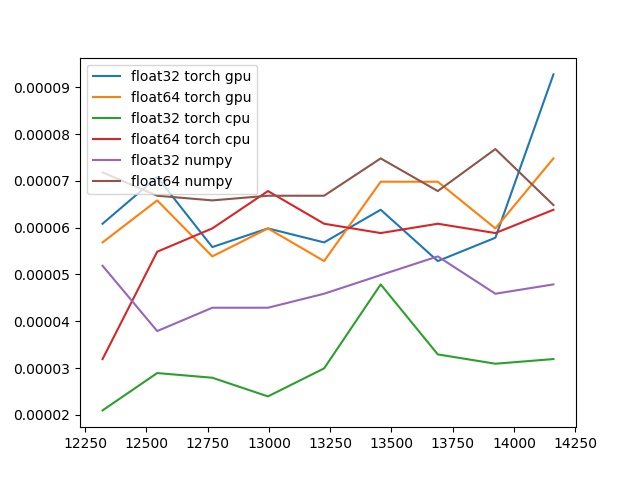 float32 torch gpu
float64 torch gpu
float32 torch cpu
float64 torch cpu
float32 numpy
float64 numpy
0.00009
0.00008
0.00007
0.00006
0.00005
0.00004
0.00003
0.00002
12250 12500 12750 13000 13250 13500 13750 14000 14250